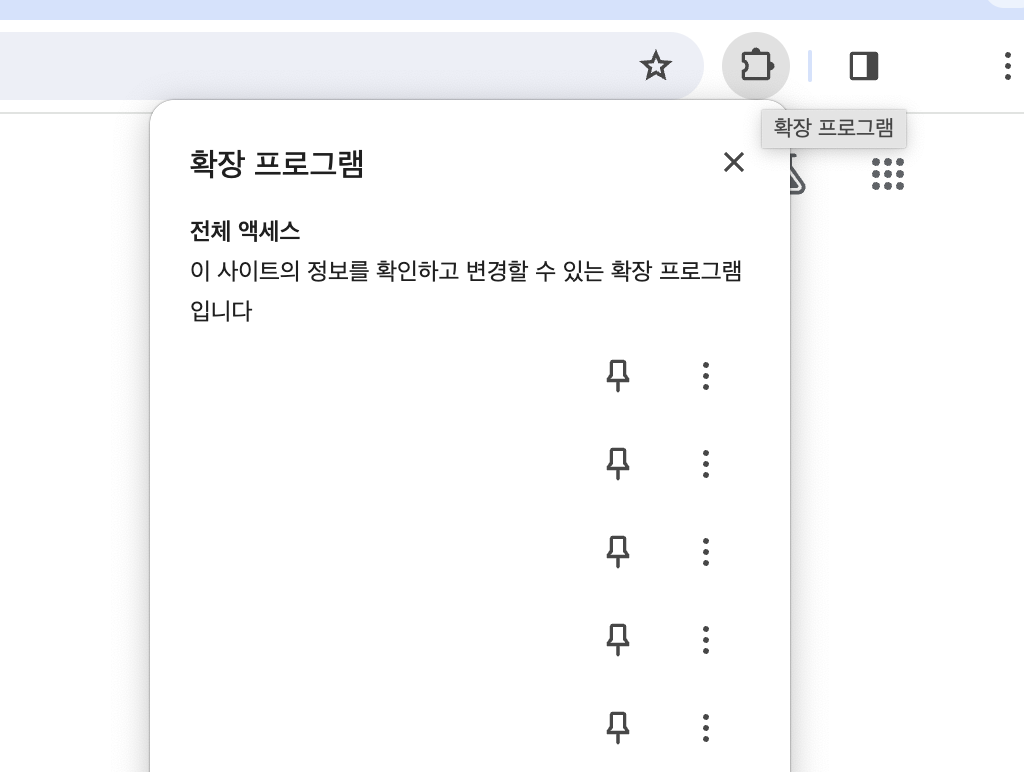 확장 프로그램
확장 프로그램
전체 액세스
이 사이트의 정보를 확인하고 변경할 수 있는 확장 프로그램
입니다